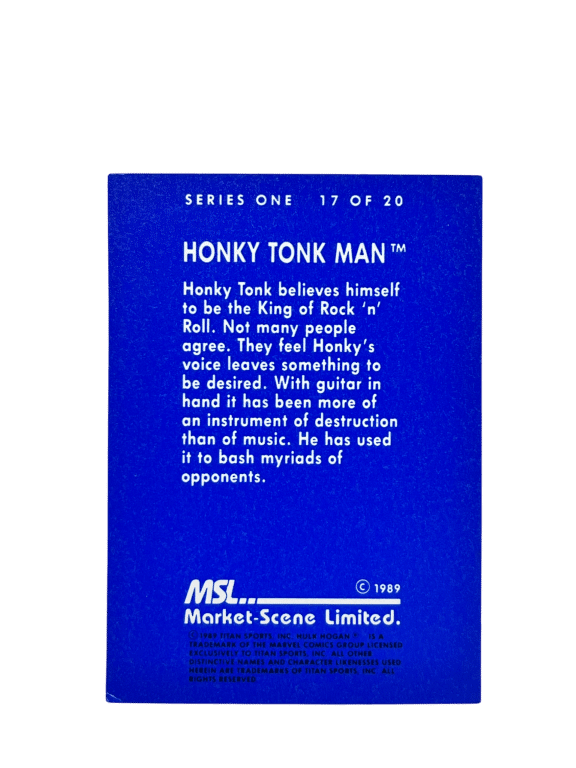 SERIES ONE 17 OF 20
HONKY TONK MAN™
Honky Tonk believes himself
to be the King of Rock 'n'
Roll. Not many people
agree. They feel Honky's
voice leaves something to
be desired. With guitar in
hand it has been more of
an instrument of destruction
than of music. He has used
it to bash myriads of
opponents.
MSL... © 1989
Market-Scene Limited.
© 1989 TITAN SPORTS, INC. HULK HOGAN IS A
TRADEMARK OF THE MARVEL COMICS GROUP LICENSED
EXCLUSIVELY TO TITAN SPORTS, INC. ALL OTHER
DISTINCTIVE NAMES AND CHARACTER LIKENESSES USED
HEREIN ARE TRADEMARKS OF TITAN SPORTS, INC. ALL
RIGHTS RESERVED.